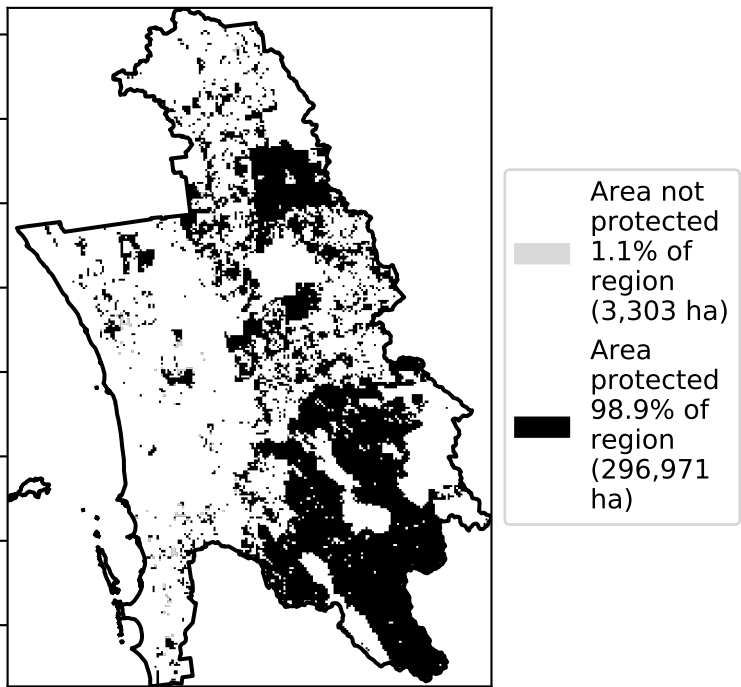 Area not
protected
1.1% of
region
(3,303 ha)
Area
protected
98.9% of
region
(296,971
ha)